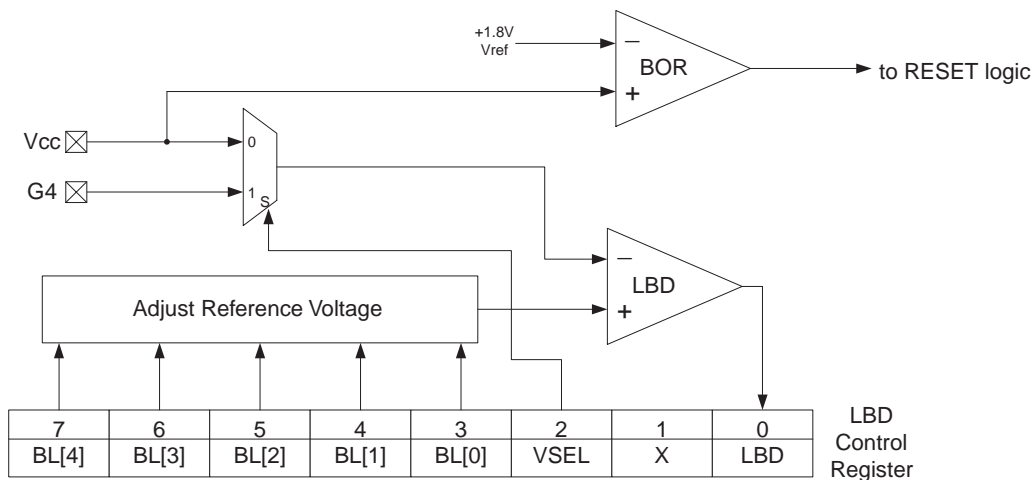 +1.8V
Vref
−
BOR
+
to RESET logic
Vcc
0
G4
1
S
−
LBD
+
Adjust Reference Voltage
7 6 5 4 3 2 1 0
BL[4] BL[3] BL[2] BL[1] BL[0] VSEL X LBD
LBD
Control
Register